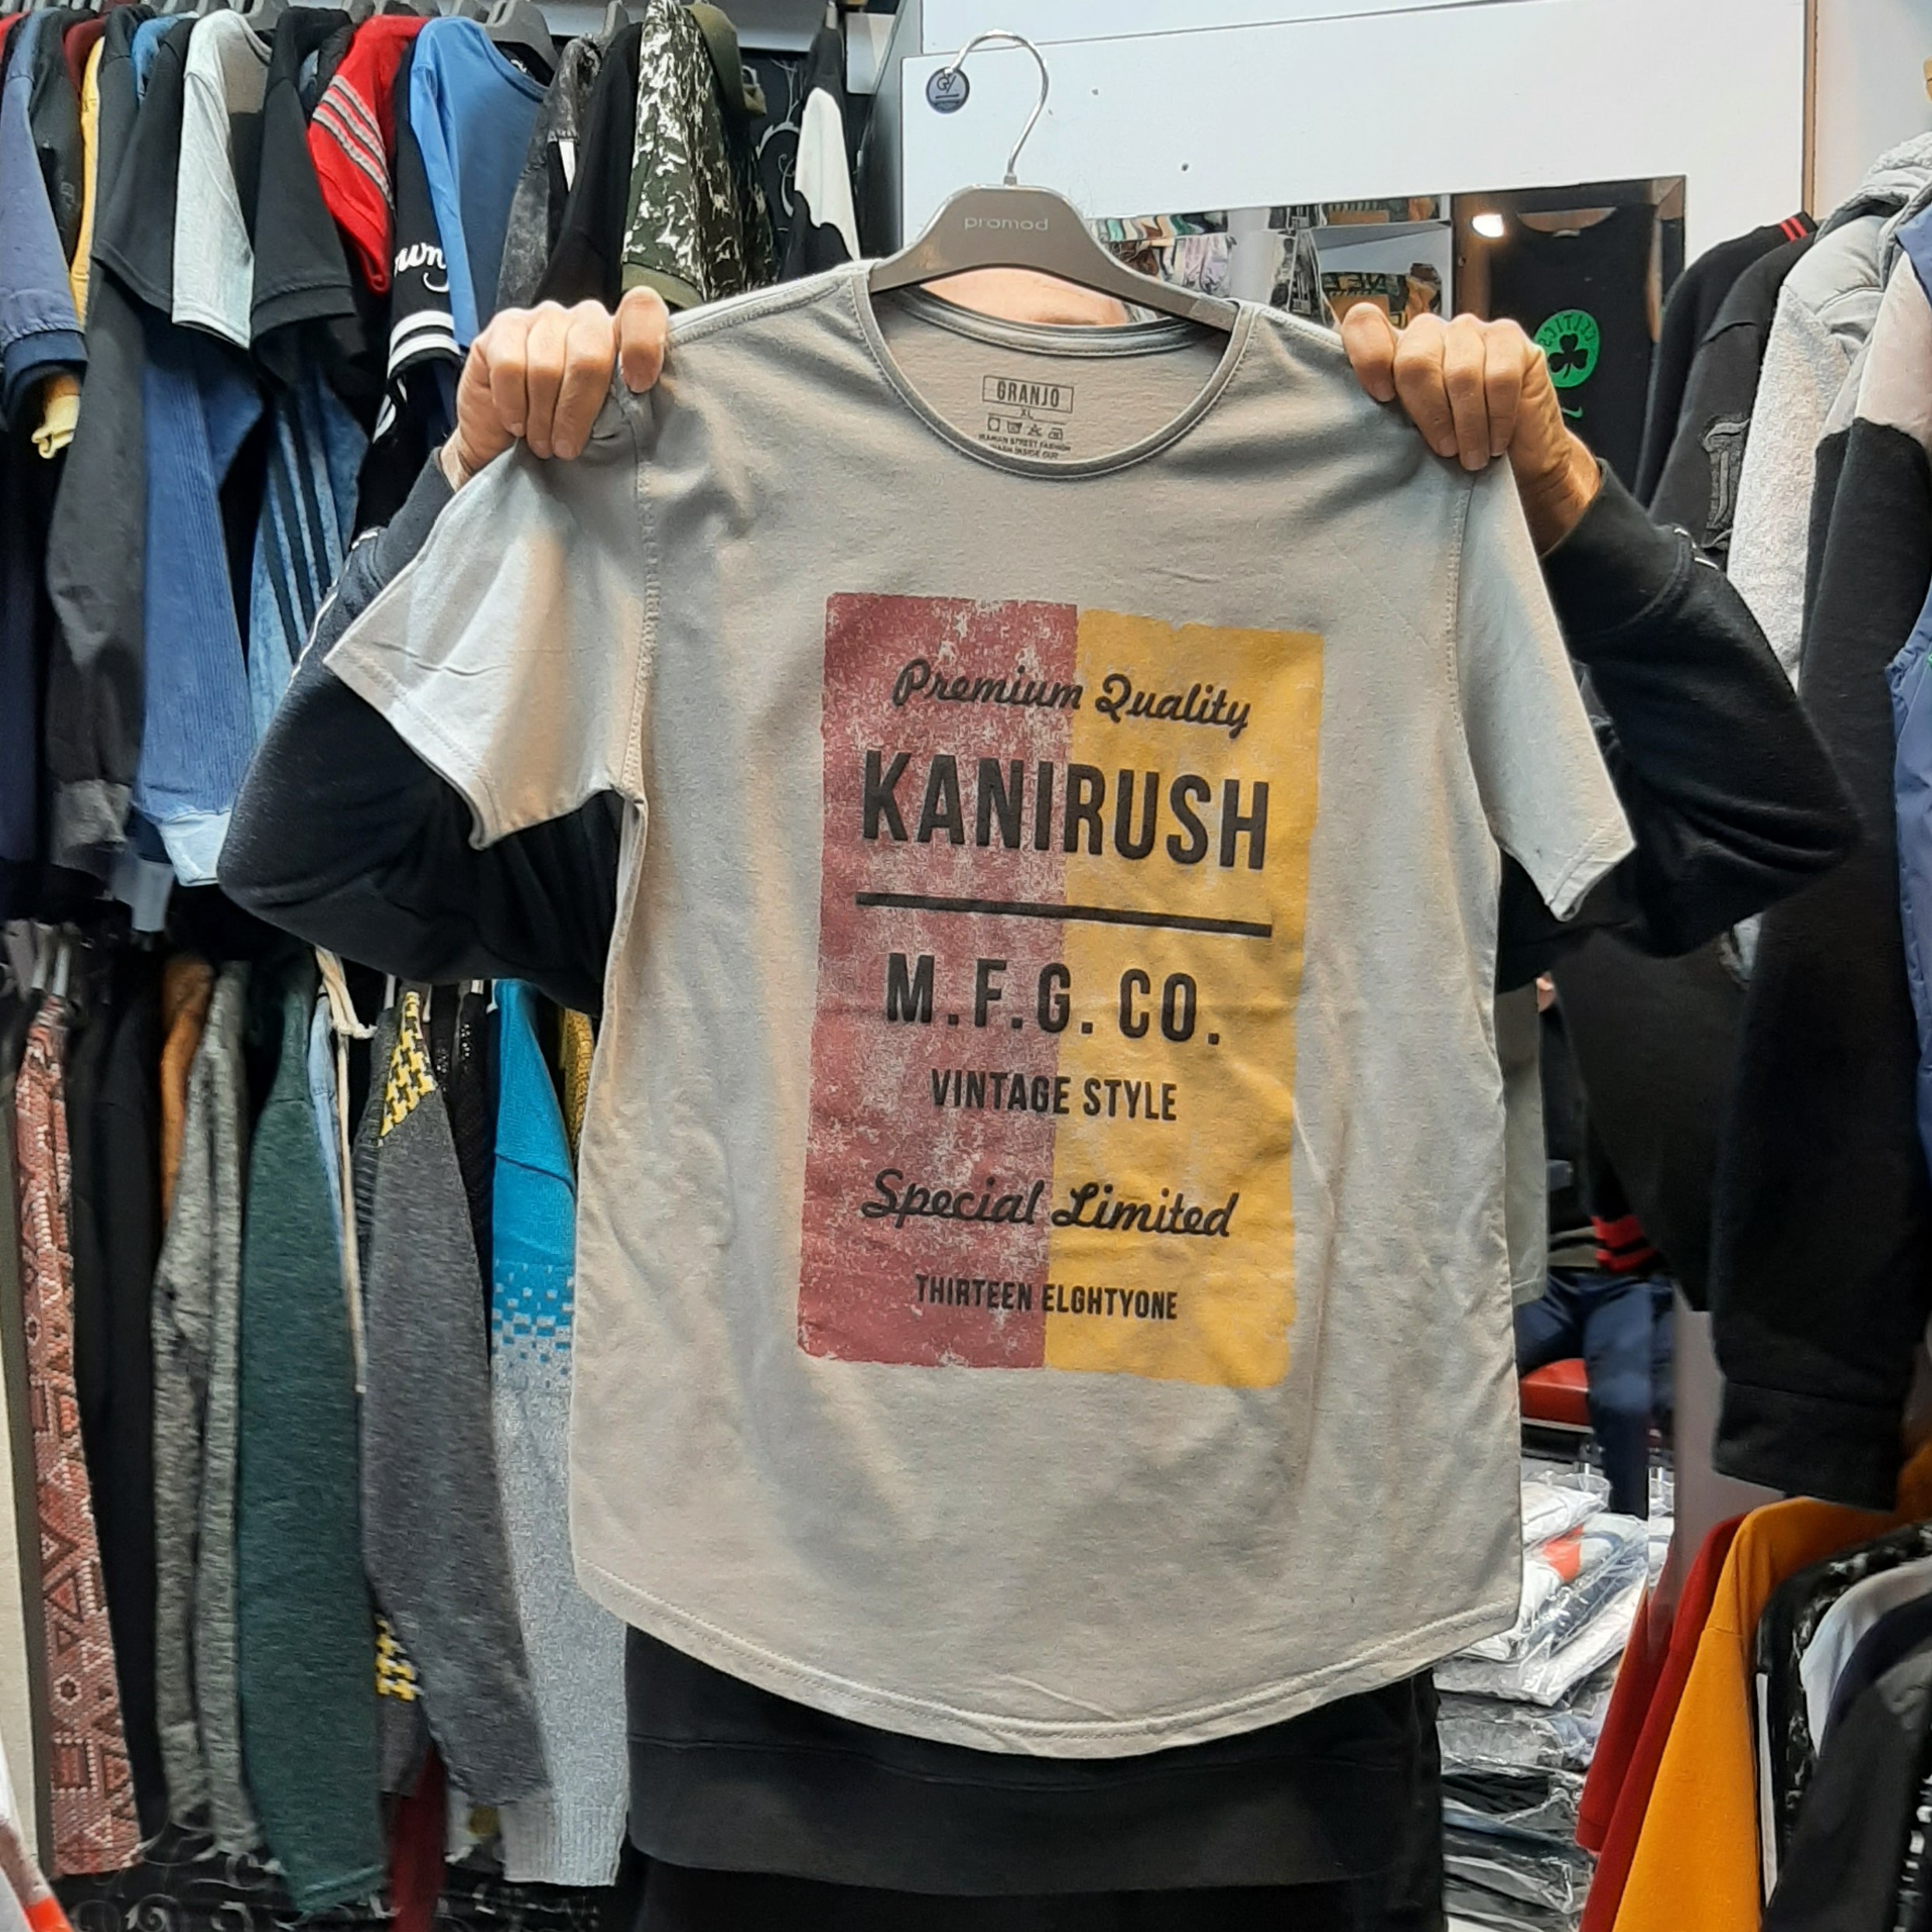 promod
GRANJO
XL
Premium Quality
KANIRUSH
M.F.G. CO.
VINTAGE STYLE
Special Limited
THIRTEEN ELGHTYONE